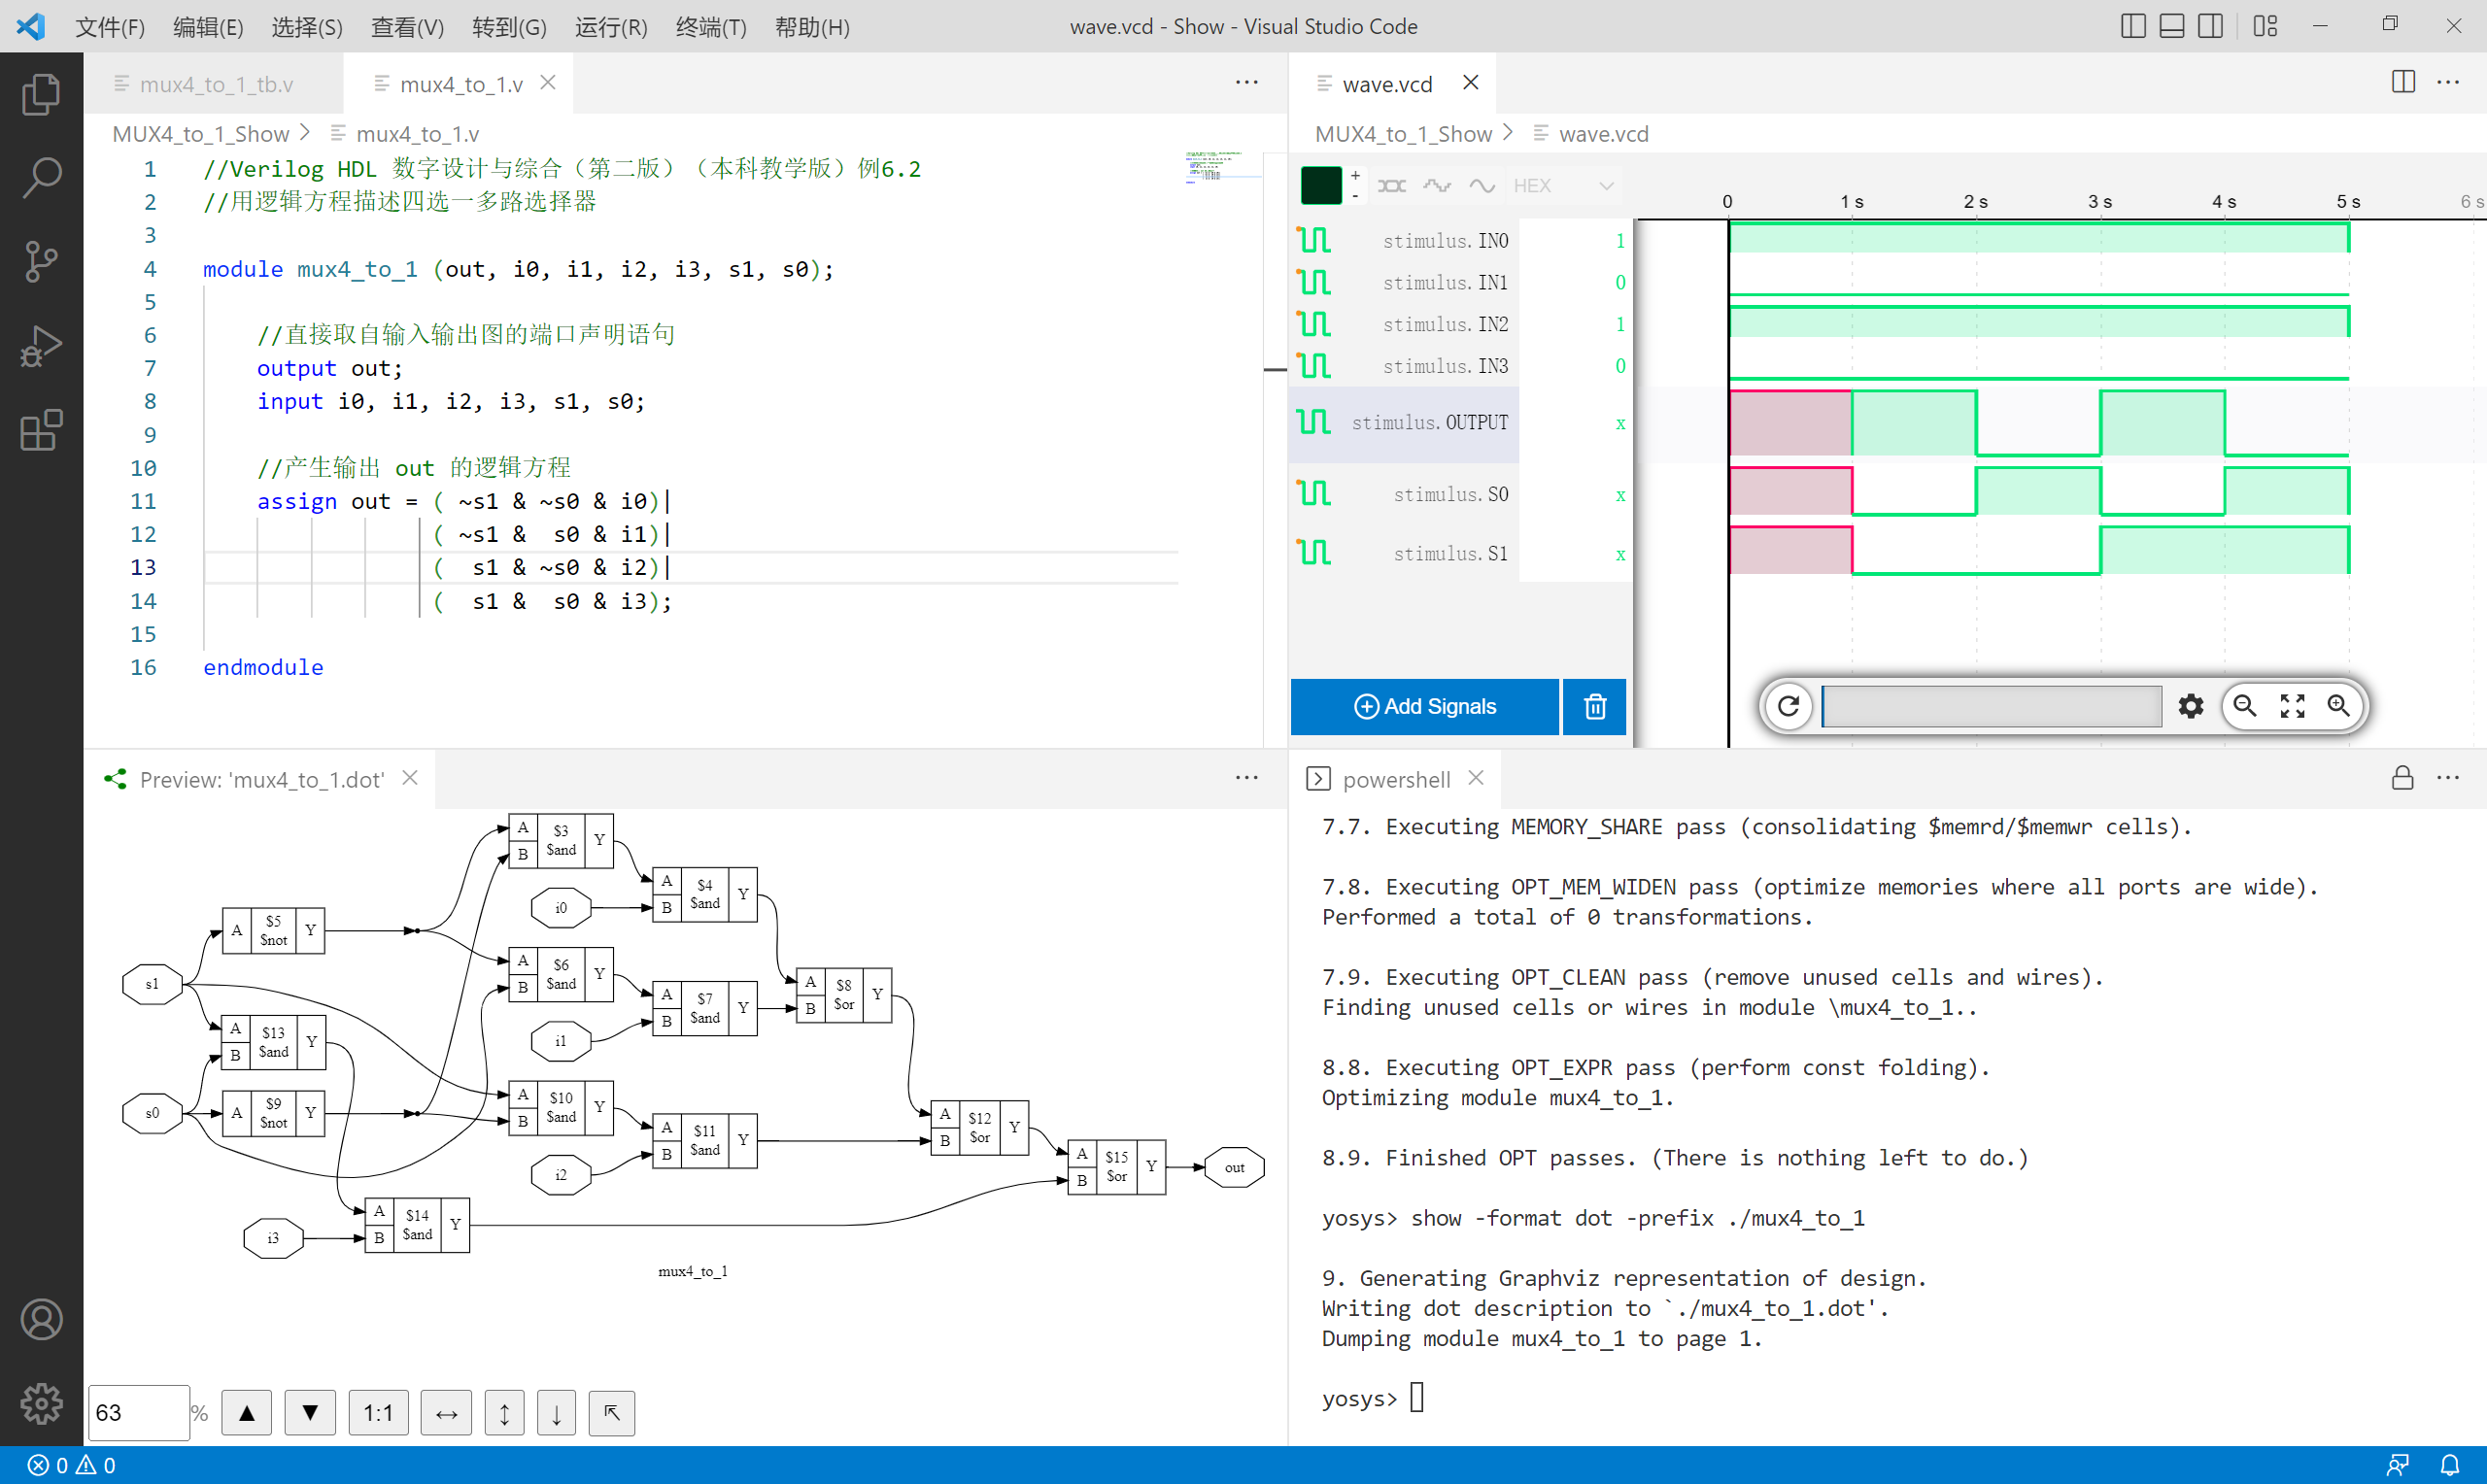 文件(F) 编辑(E) 选择(S) 查看(V) 转到(G) 运行(R) 终端(T) 帮助(H) wave.vcd - Show - Visual Studio Code
mux4_to_1_tb.v mux4_to_1.v
MUX4_to_1_Show > mux4_to_1.v
1 //Verilog HDL 数字设计与综合（第二版）（本科教学版）例6.2
2 //用逻辑方程描述四选一多路选择器
3
4 module mux4_to_1 (out, i0, i1, i2, i3, s1, s0);
5
6 //直接取自输入输出图的端口声明语句
7 output out;
8 input i0, i1, i2, i3, s1, s0;
9
10 //产生输出 out 的逻辑方程
11 assign out = ( ~s1 & ~s0 & i0)|
12 ( ~s1 &  s0 & i1)|
13 (  s1 & ~s0 & i2)|
14 (  s1 &  s0 & i3);
15
16 endmodule
wave.vcd
MUX4_to_1_Show > wave.vcd
+
-
HEX
0 1 s 2 s 3 s 4 s 5 s 6 s
stimulus.IN0 1
stimulus.IN1 0
stimulus.IN2 1
stimulus.IN3 0
stimulus.OUTPUT x
stimulus.S0 x
stimulus.S1 x
Add Signals
Preview: 'mux4_to_1.dot'
A B $3 $and Y
A B $4 $and Y
i0
A $5 $not Y
A B $6 $and Y
s1
A B $7 $and Y
A B $8 $or Y
i1
A B $13 $and Y
s0
A $9 $not Y
A B $10 $and Y
A B $11 $and Y
i2
A B $12 $or Y
A B $15 $or Y
out
A B $14 $and Y
i3
mux4_to_1
63 % ▲ ▼ 1:1 ↔ ↕ ↓ ↖
powershell
7.7. Executing MEMORY_SHARE pass (consolidating $memrd/$memwr cells).
7.8. Executing OPT_MEM_WIDEN pass (optimize memories where all ports are wide).
Performed a total of 0 transformations.
7.9. Executing OPT_CLEAN pass (remove unused cells and wires).
Finding unused cells or wires in module \mux4_to_1..
8.8. Executing OPT_EXPR pass (perform const folding).
Optimizing module mux4_to_1.
8.9. Finished OPT passes. (There is nothing left to do.)
yosys> show -format dot -prefix ./mux4_to_1
9. Generating Graphviz representation of design.
Writing dot description to `./mux4_to_1.dot'.
Dumping module mux4_to_1 to page 1.
yosys>
0 0